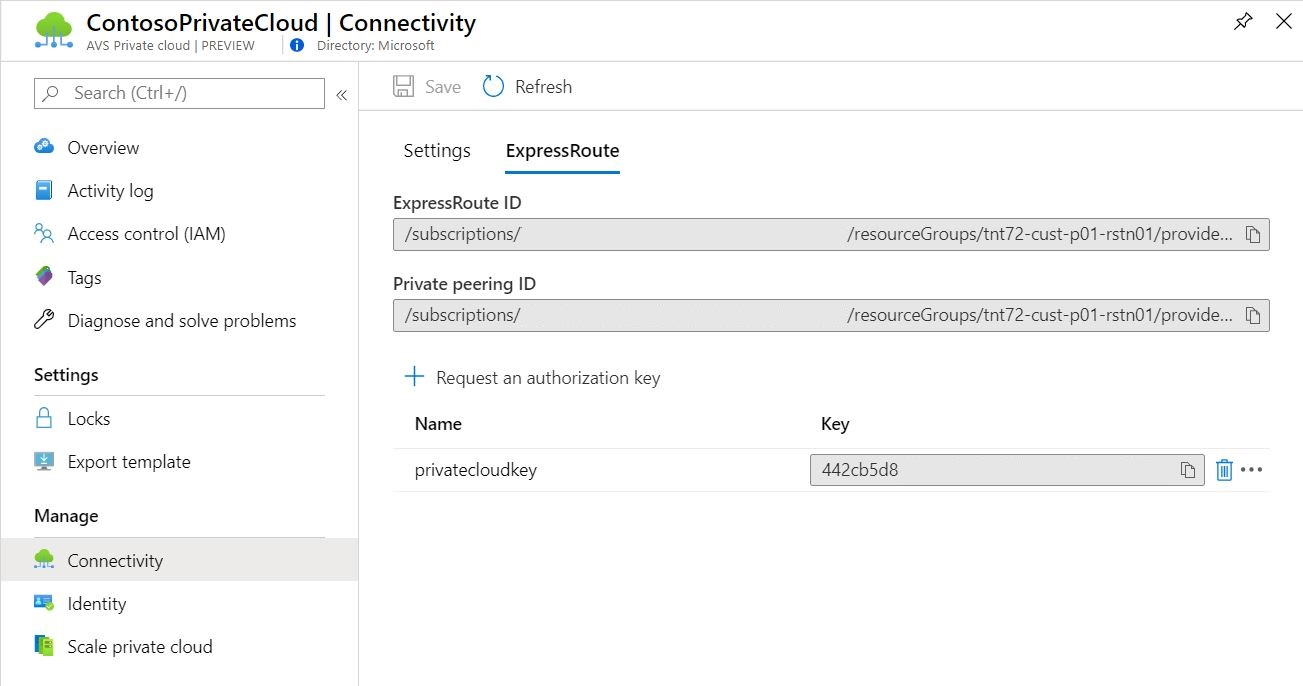 ContosoPrivateCloud | Connectivity
AVS Private cloud | PREVIEW Directory: Microsoft
Search (Ctrl+/)
«
Overview
Activity log
Access control (IAM)
Tags
Diagnose and solve problems
Settings
Locks
Export template
Manage
Connectivity
Identity
Scale private cloud
Save Refresh
Settings ExpressRoute
ExpressRoute ID
/subscriptions/ /resourceGroups/tnt72-cust-p01-rstn01/provide...
Private peering ID
/subscriptions/ /resourceGroups/tnt72-cust-p01-rstn01/provide...
Request an authorization key
Name Key
privatecloudkey 442cb5d8